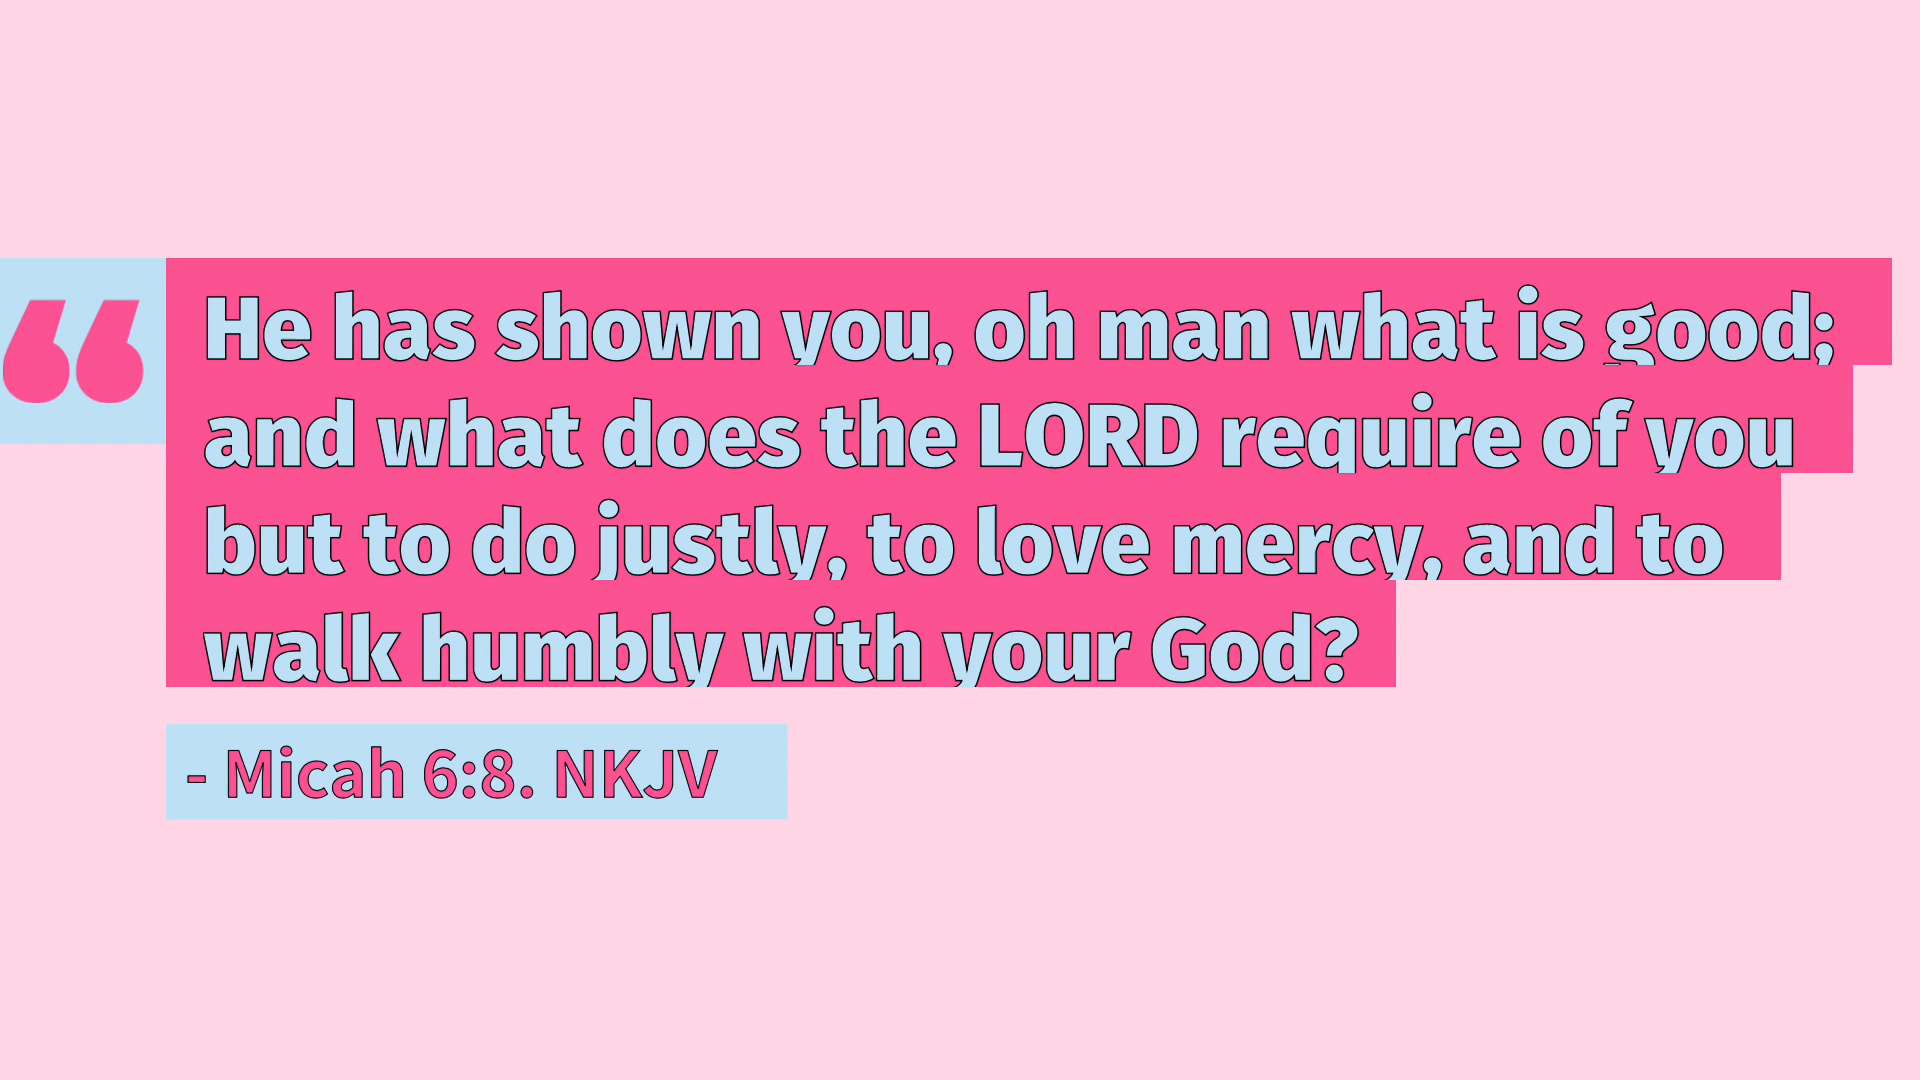 “
He has shown you, oh man what is good;
and what does the LORD require of you
but to do justly, to love mercy, and to
walk humbly with your God?
- Micah 6:8. NKJV